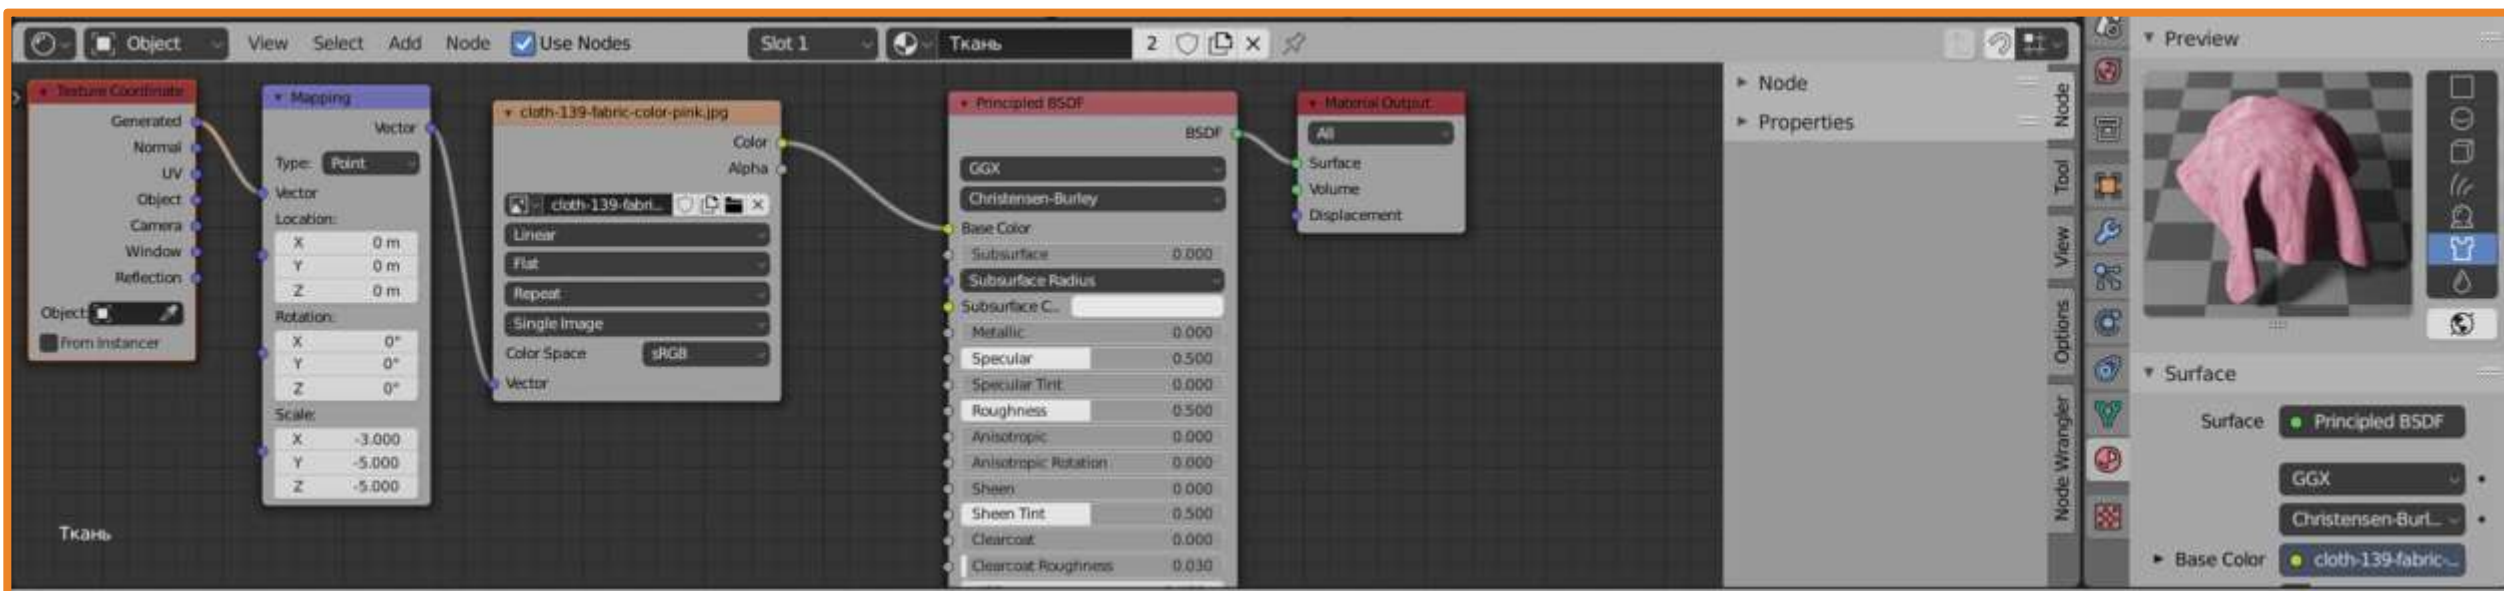 Object View Select Add Node Use Nodes Slot 1 Ткань 2
Texture Coordinate
Generated
Normal
UV
Object
Camera
Window
Reflection
Object:
From Instancer
Mapping
Vector
Type: Point
Vector
Location:
X 0 m
Y 0 m
Z 0 m
Rotation:
X 0°
Y 0°
Z 0°
Scale:
X -3.000
Y -5.000
Z -5.000
cloth-139-fabric-color-pink.jpg
Color
Alpha
cloth-139-fabri...
Linear
Flat
Repeat
Single Image
Color Space sRGB
Vector
Principled BSDF
BSDF
GGX
Christensen-Burley
Base Color
Subsurface 0.000
Subsurface Radius
Subsurface C...
Metallic 0.000
Specular 0.500
Specular Tint 0.000
Roughness 0.500
Anisotropic 0.000
Anisotropic Rotation 0.000
Sheen 0.000
Sheen Tint 0.500
Clearcoat 0.000
Clearcoat Roughness 0.030
Material Output
All
Surface
Volume
Displacement
Ткань
Node
Properties
Node
Tool
View
Options
Node Wrangler
Preview
Surface
Surface Principled BSDF
GGX
Christensen-Burl...
Base Color cloth-139-fabric-...